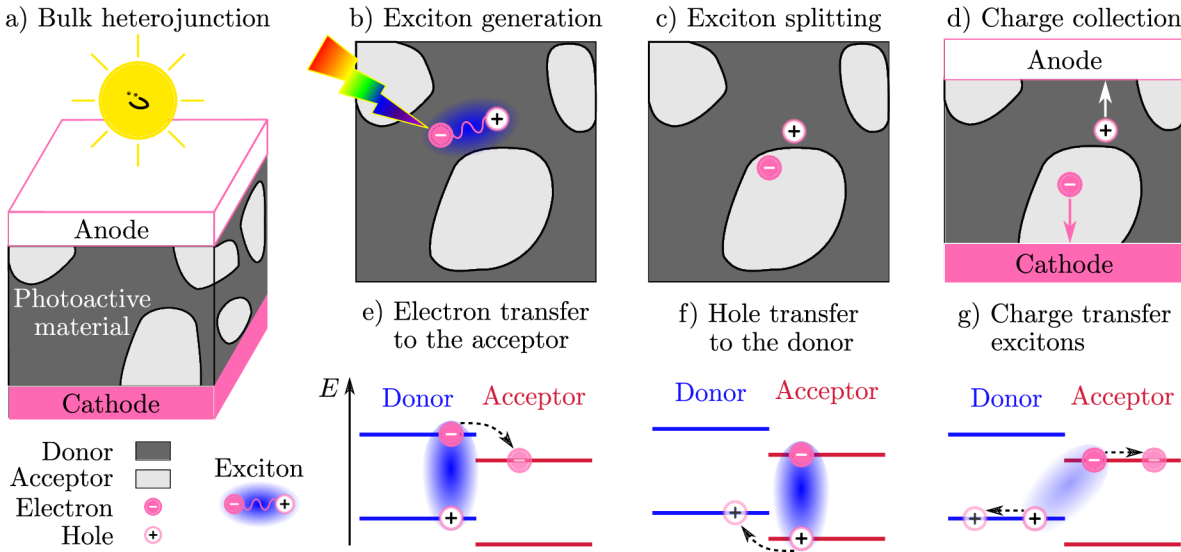 a) Bulk heterojunction
Anode
Photoactive
material
Cathode
Donor
Acceptor
Electron
−
Hole
+
Exciton
− +
b) Exciton generation
− +
c) Exciton splitting
+
−
d) Charge collection
Anode
+
−
Cathode
e) Electron transfer
to the acceptor
E
Donor Acceptor
− −
+
f) Hole transfer
to the donor
Donor Acceptor
−
+ +
g) Charge transfer
excitons
Donor Acceptor
− −
+ +